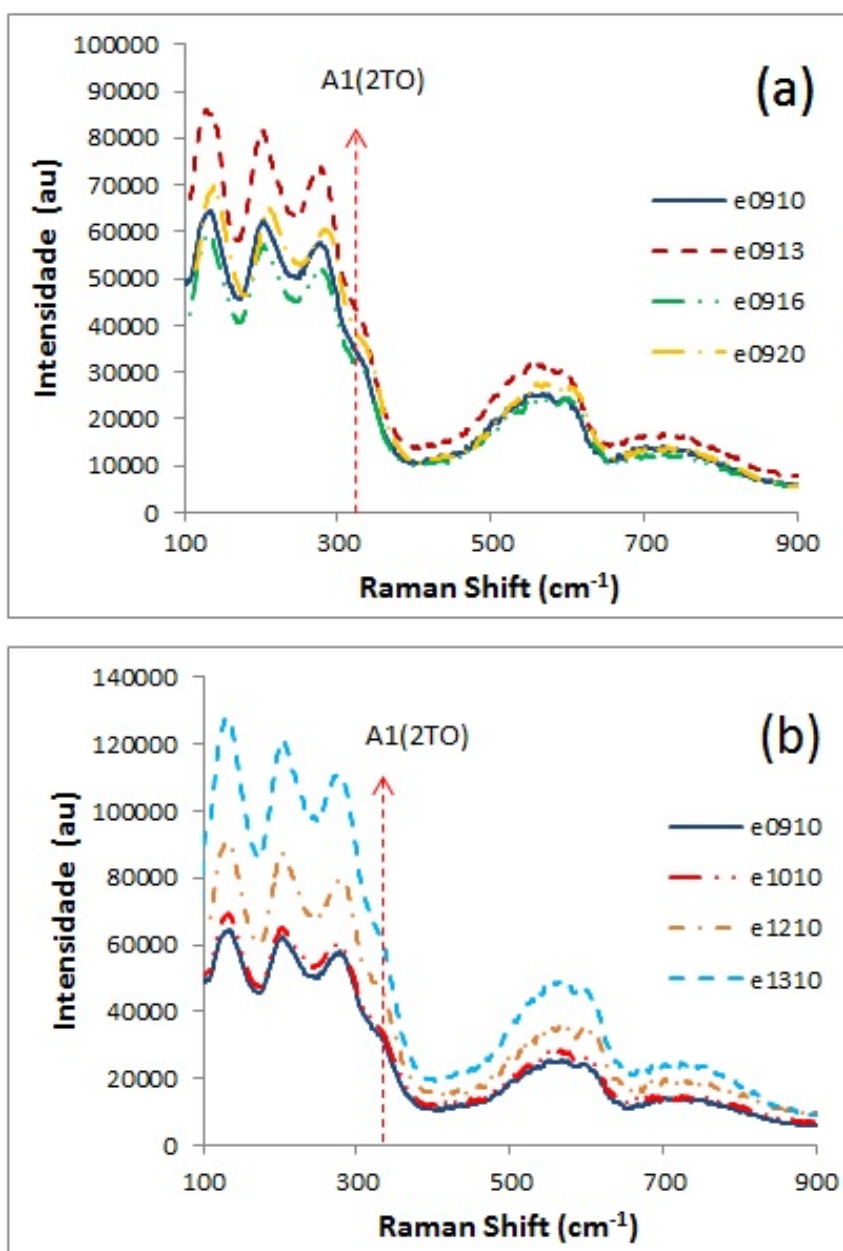 (a)
A1(2TO)
100000
90000
80000
70000
60000
50000
40000
30000
20000
10000
0
Intensidade (au)
e0910
e0913
e0916
e0920
100
300
500
700
900
Raman Shift (cm-1)
(b)
A1(2TO)
140000
120000
100000
80000
60000
40000
20000
0
Intensidade (au)
e0910
e1010
e1210
e1310
100
300
500
700
900
Raman Shift (cm-1)